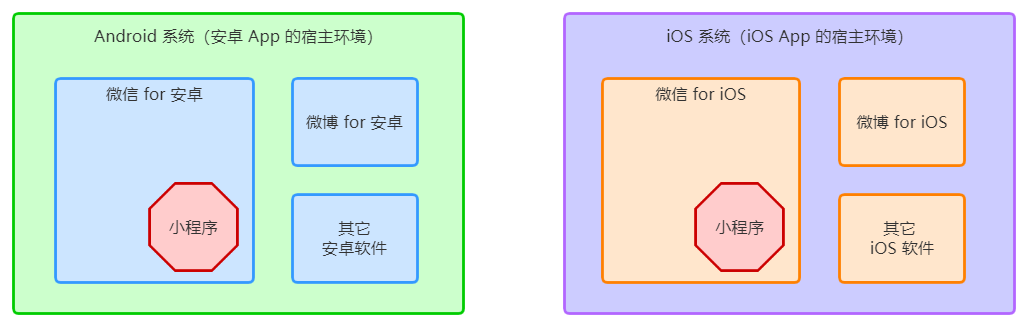 Android 系统（安卓 App 的宿主环境）
微信 for 安卓
微博 for 安卓
小程序
其它
安卓软件
iOS 系统（iOS App 的宿主环境）
微信 for iOS
微博 for iOS
小程序
其它
iOS 软件